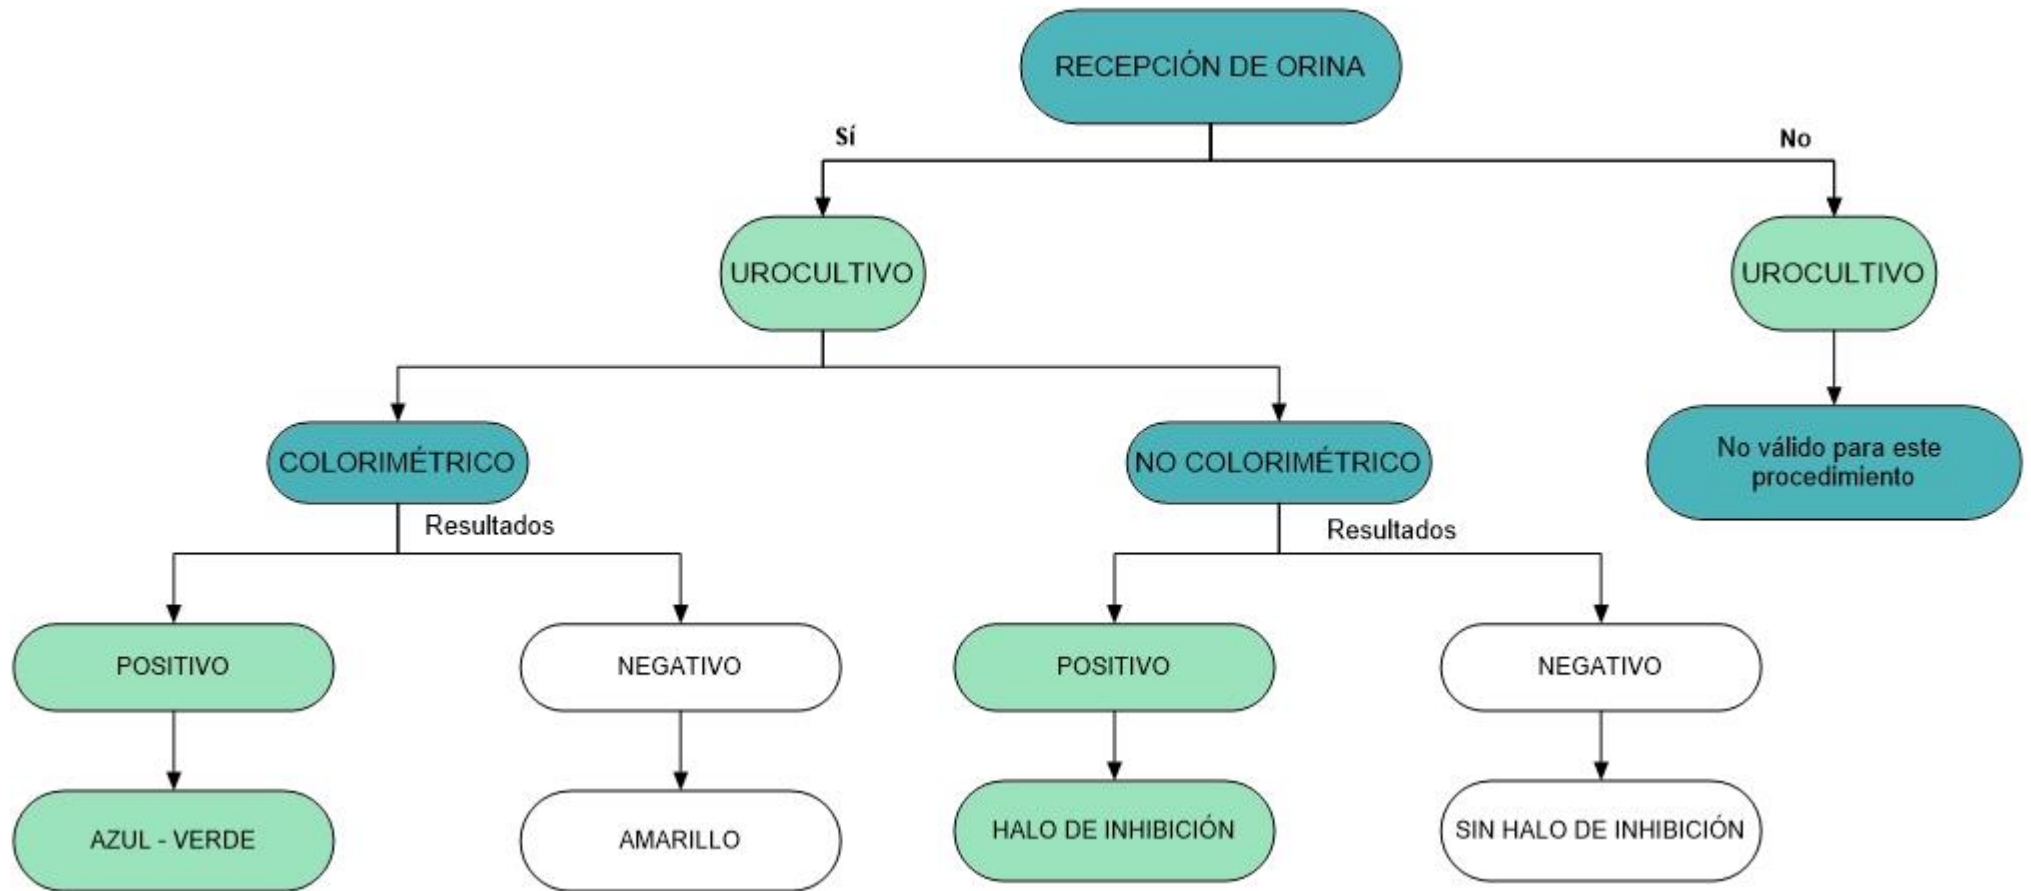 RECEPCIÓN DE ORINA
Sí
No
UROCULTIVO
UROCULTIVO
COLORIMÉTRICO
NO COLORIMÉTRICO
No válido para este
procedimiento
Resultados
Resultados
POSITIVO
NEGATIVO
POSITIVO
NEGATIVO
AZUL - VERDE
AMARILLO
HALO DE INHIBICIÓN
SIN HALO DE INHIBICIÓN